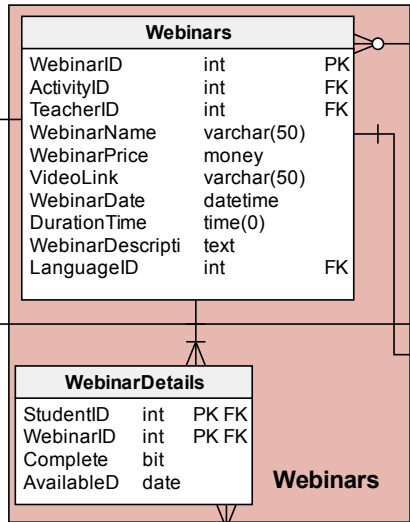 Webinars
WebinarID int PK
ActivityID int FK
TeacherID int FK
WebinarName varchar(50)
WebinarPrice money
VideoLink varchar(50)
WebinarDate datetime
DurationTime time(0)
WebinarDescripti text
LanguageID int FK
WebinarDetails
StudentID int PK FK
WebinarID int PK FK
Complete bit
AvailableD date
Webinars